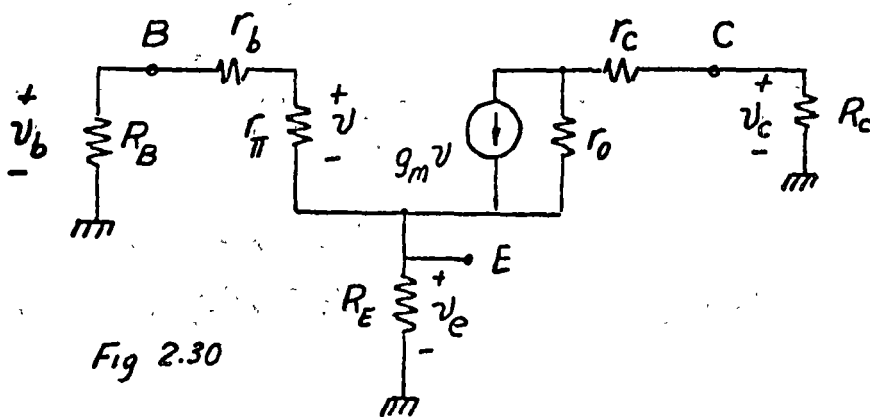 B
r_b
r_c
C
+
v_b
-
R_B
r_π
+
v
-
g_m v
r_o
+
v_c
-
R_c
E
R_E
+
v_e
-
Fig 2.30